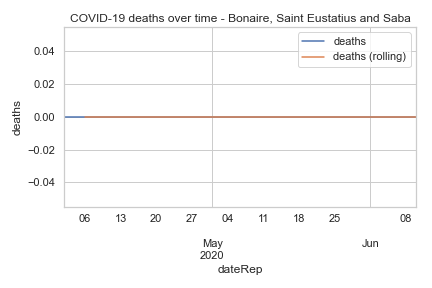 COVID-19 deaths over time - Bonaire, Saint Eustatius and Saba
deaths
deaths (rolling)
0.04
0.02
0.00
−0.02
−0.04
deaths
06 13 20 27 04 11 18 25 08
May Jun
2020
dateRep